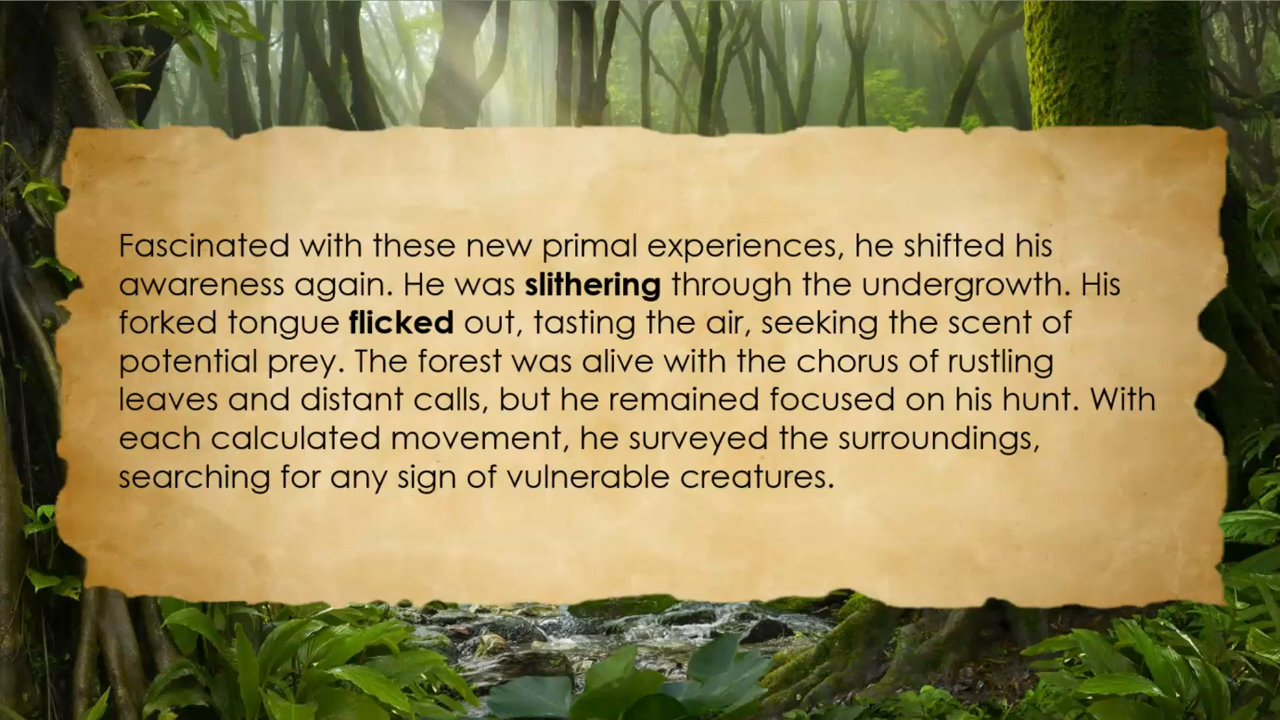 Fascinated with these new primal experiences, he shifted his
awareness again. He was slithering through the undergrowth. His
forked tongue flicked out, tasting the air, seeking the scent of
potential prey. The forest was alive with the chorus of rustling
leaves and distant calls, but he remained focused on his hunt. With
each calculated movement, he surveyed the surroundings,
searching for any sign of vulnerable creatures.